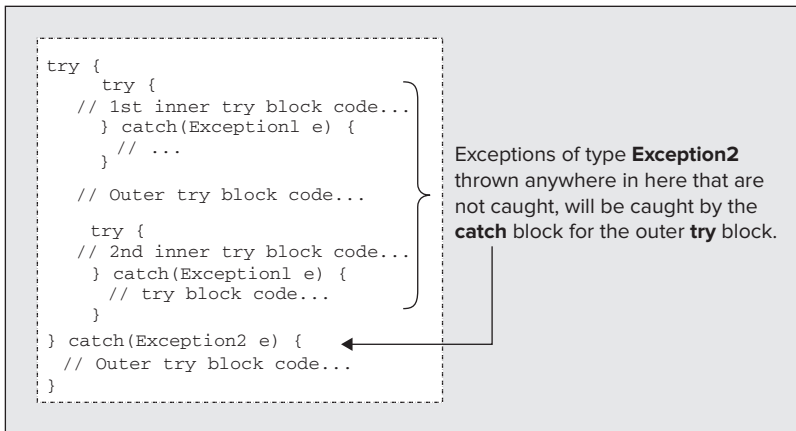 try {
try {
// 1st inner try block code...
} catch(Exception1 e) {
// ...
}
// Outer try block code...
try {
// 2nd inner try block code...
} catch(Exception1 e) {
// try block code...
}
} catch(Exception2 e) {
// Outer try block code...
}
Exceptions of type Exception2
thrown anywhere in here that are
not caught, will be caught by the
catch block for the outer try block.